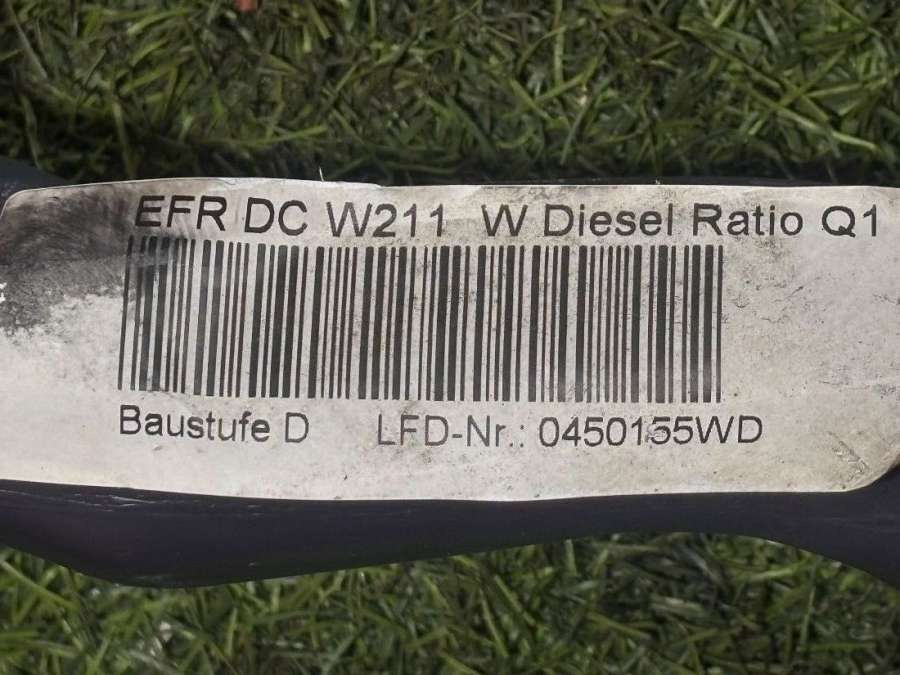 EFR DC W211 W Diesel Ratio Q1
Baustufe D LFD-Nr.: 0450155WD